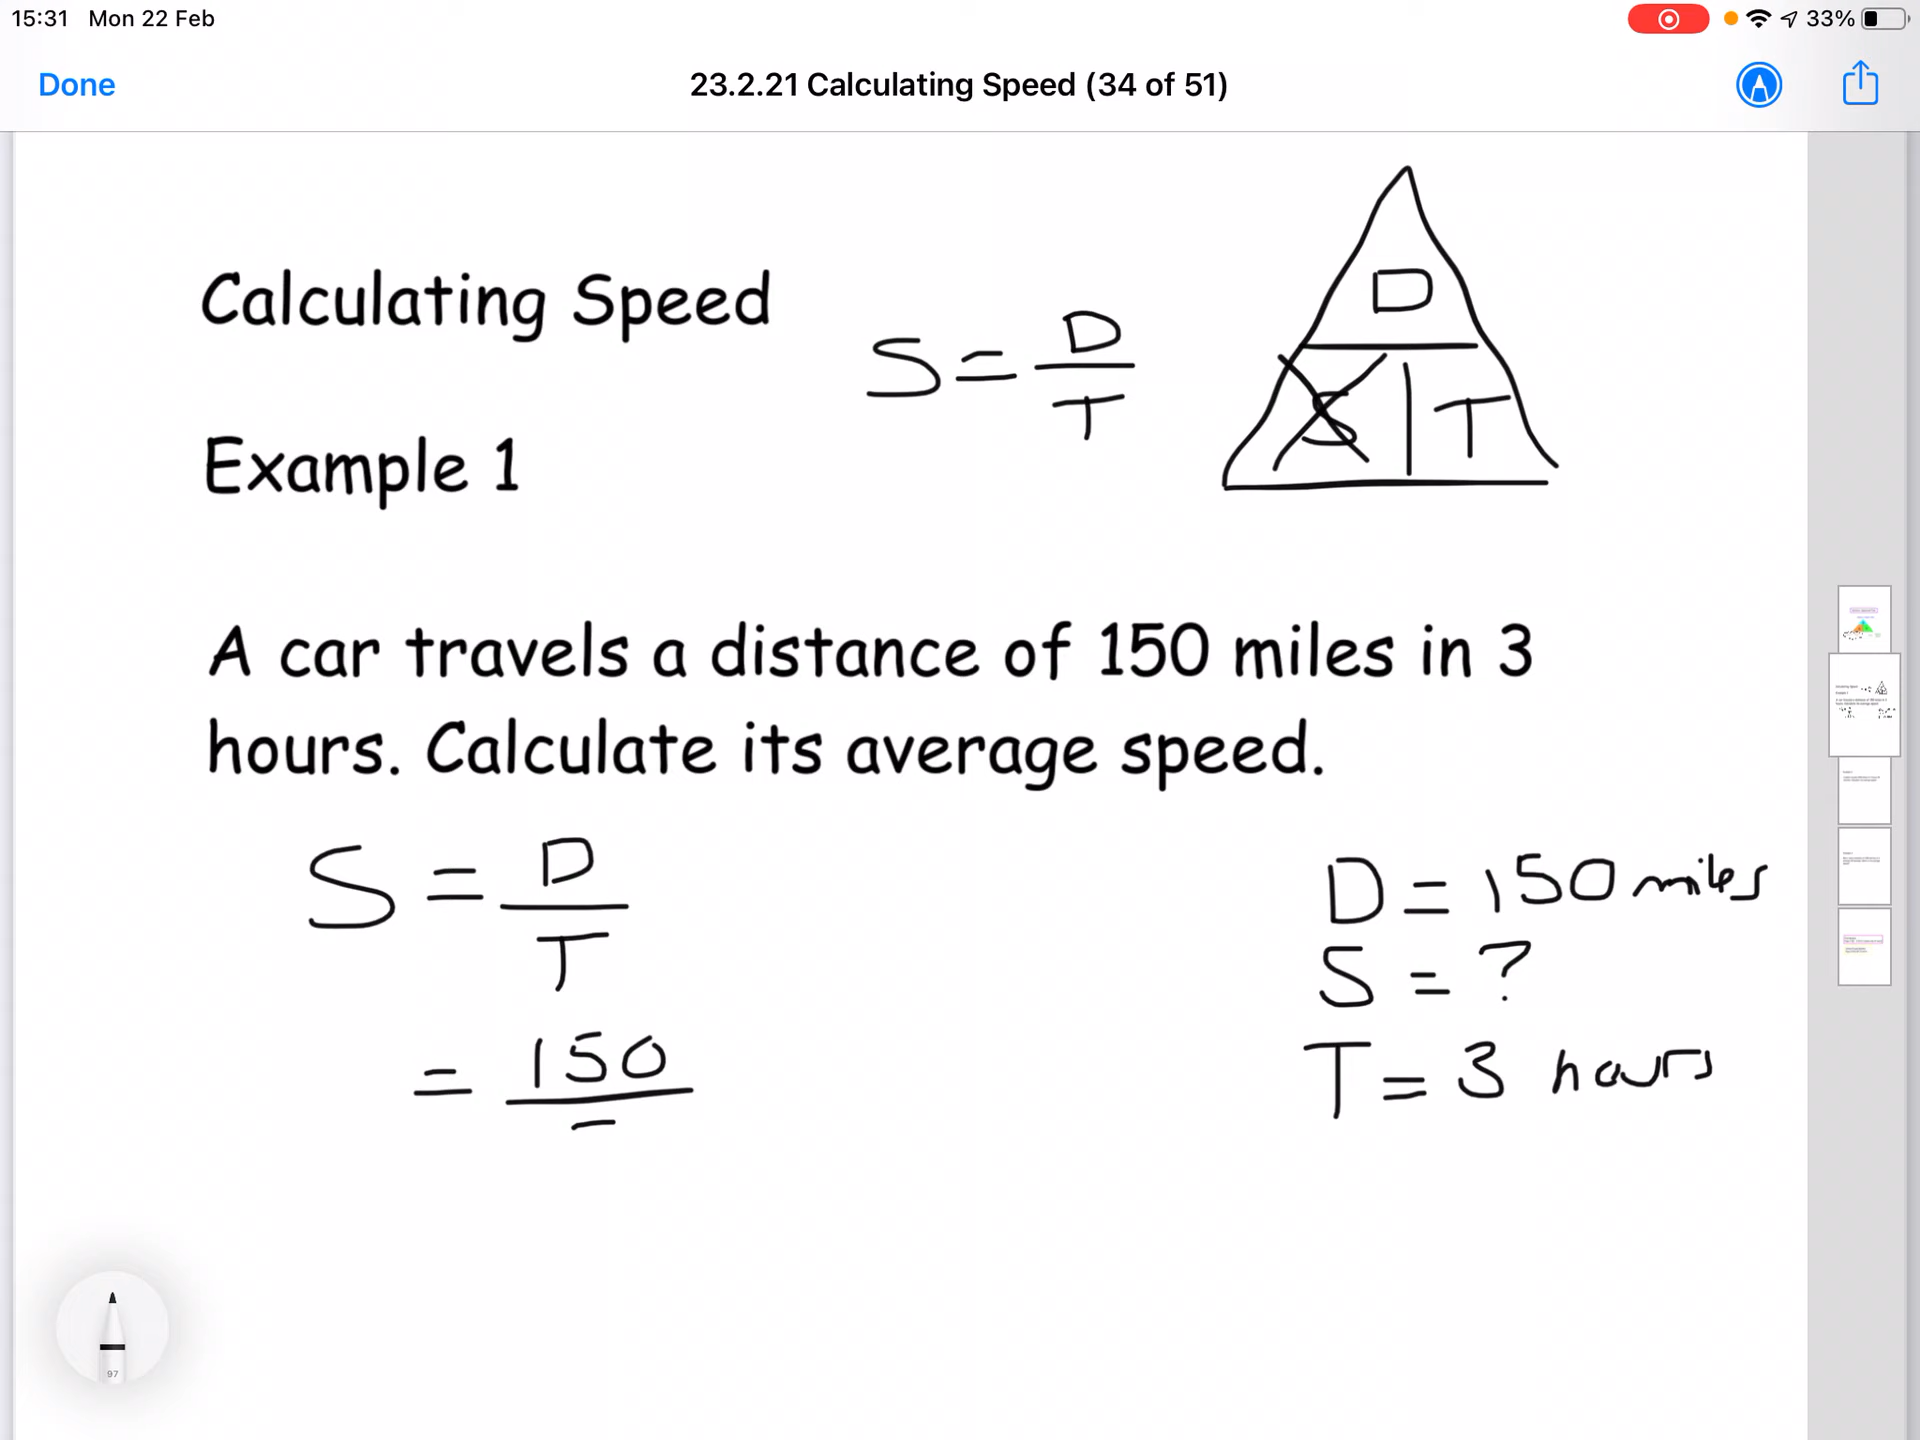 15:31 Mon 22 Feb 33%
Done 23.2.21 Calculating Speed (34 of 51)
Calculating Speed
S = D/T
D
S T
Example 1
A car travels a distance of 150 miles in 3
hours. Calculate its average speed.
S = D/T
= 150
D = 150 miles
S = ?
T = 3 hours
97